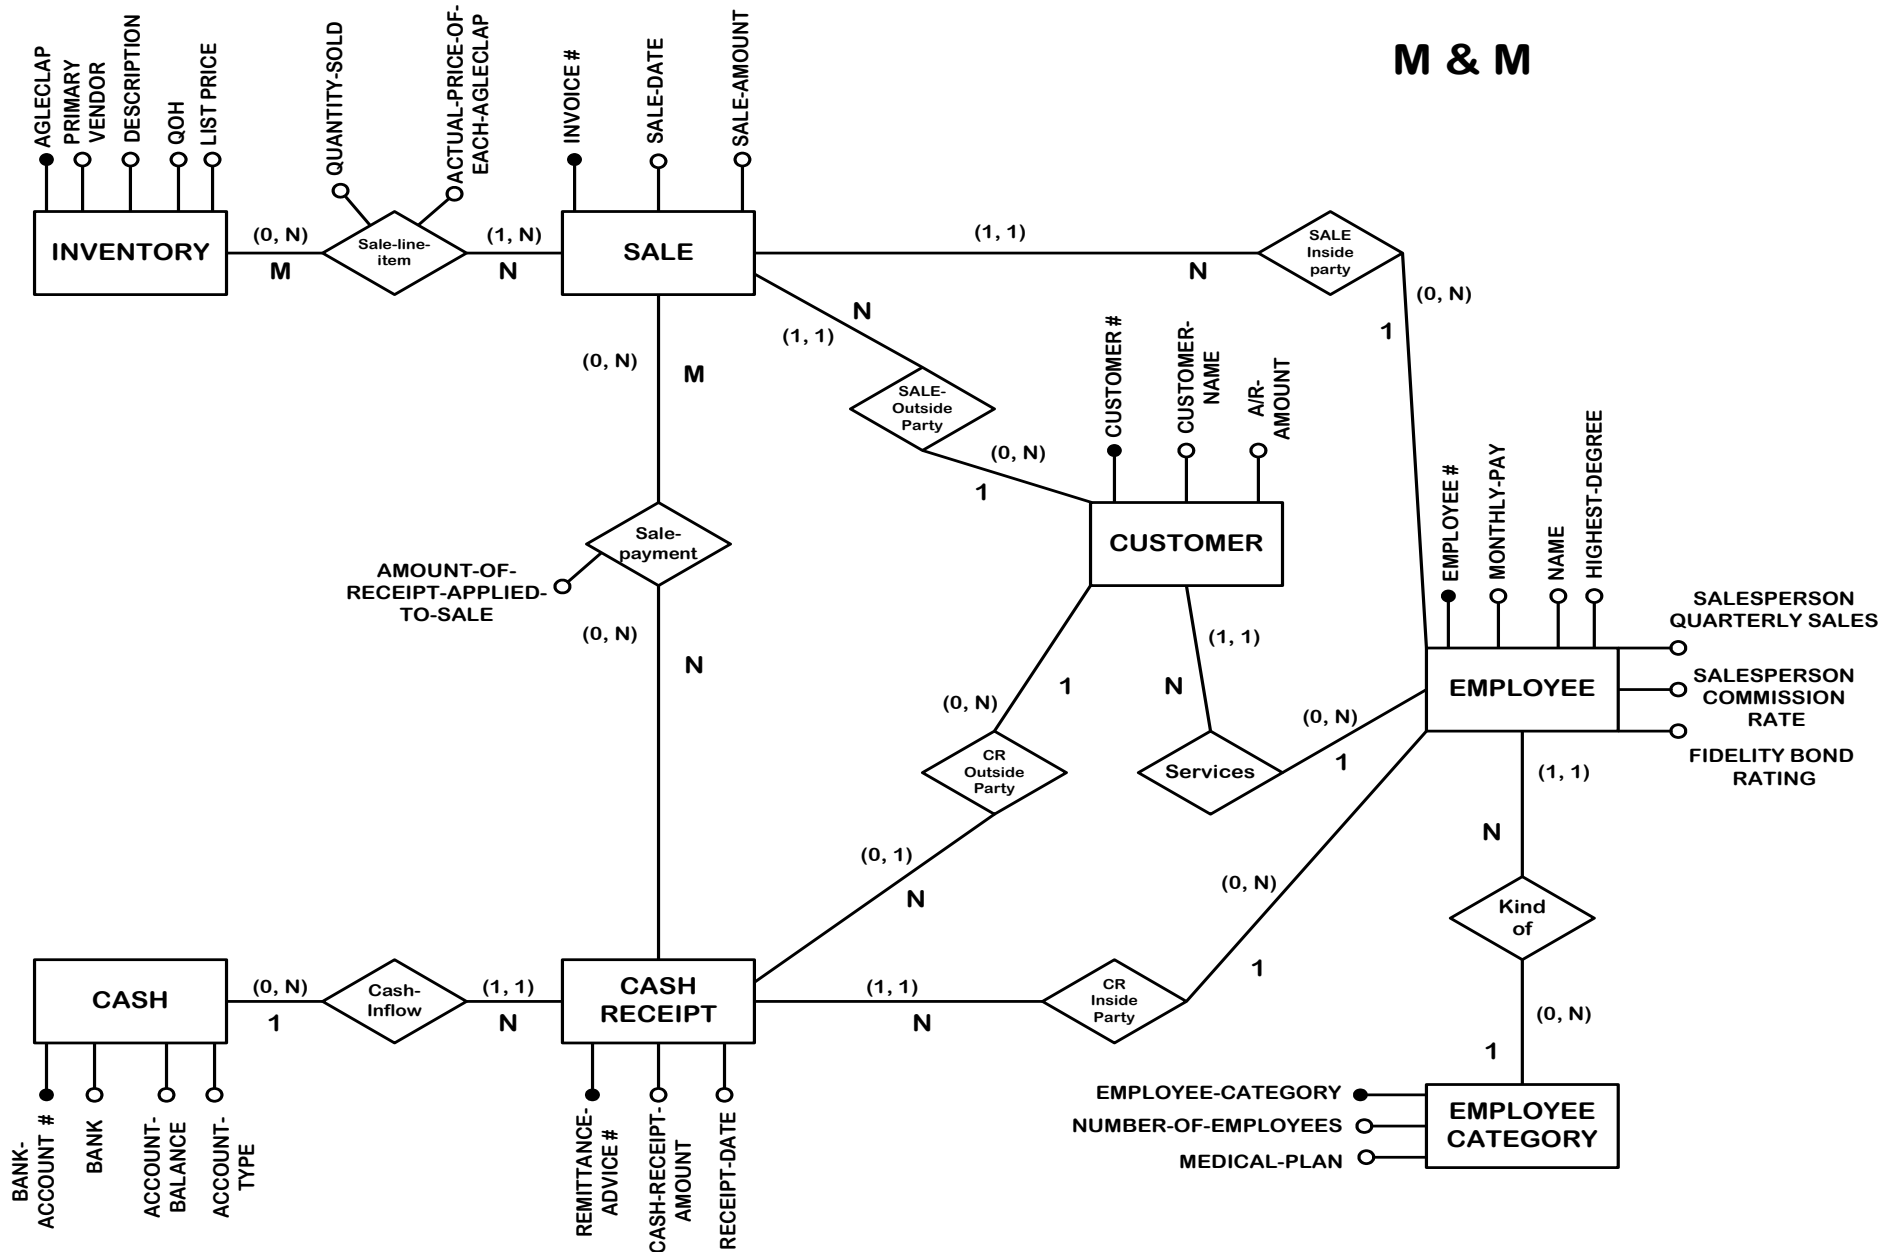 M & M
AGLECLAP
PRIMARY
VENDOR
DESCRIPTION
QOH
LIST PRICE
QUANTITY-SOLD
ACTUAL-PRICE-OF-
EACH-AGLECLAP
INVOICE #
SALE-DATE
SALE-AMOUNT
INVENTORY
(0, N)
M
Sale-line-
item
(1, N)
N
SALE
(1, 1)
N
SALE
Inside
party
(0, N)
1
(0, N)
M
N
(1, 1)
SALE-
Outside
Party
(0, N)
1
CUSTOMER #
CUSTOMER-
NAME
A/R-
AMOUNT
CUSTOMER
EMPLOYEE #
MONTHLY-PAY
NAME
HIGHEST-DEGREE
SALESPERSON
QUARTERLY SALES
SALESPERSON
COMMISSION
RATE
FIDELITY BOND
RATING
EMPLOYEE
Sale-
payment
AMOUNT-OF-
RECEIPT-APPLIED-
TO-SALE
(0, N)
N
(1, 1)
N
Services
(0, N)
1
1
(0, N)
CR
Outside
Party
(0, 1)
N
(1, 1)
N
Kind
of
(0, N)
1
(0, N)
1
CR
Inside
Party
(1, 1)
N
CASH
(0, N)
1
Cash-
Inflow
(1, 1)
N
CASH
RECEIPT
BANK-
ACCOUNT #
BANK
ACCOUNT-
BALANCE
ACCOUNT-
TYPE
REMITTANCE-
ADVICE #
CASH-RECEIPT-
AMOUNT
RECEIPT-DATE
EMPLOYEE-CATEGORY
NUMBER-OF-EMPLOYEES
MEDICAL-PLAN
EMPLOYEE
CATEGORY